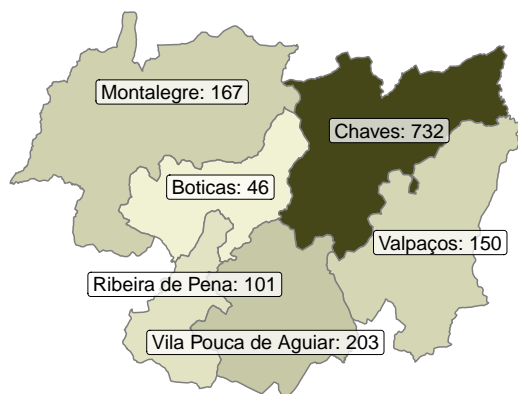 Montalegre: 167
Chaves: 732
Boticas: 46
Valpaços: 150
Ribeira de Pena: 101
Vila Pouca de Aguiar: 203